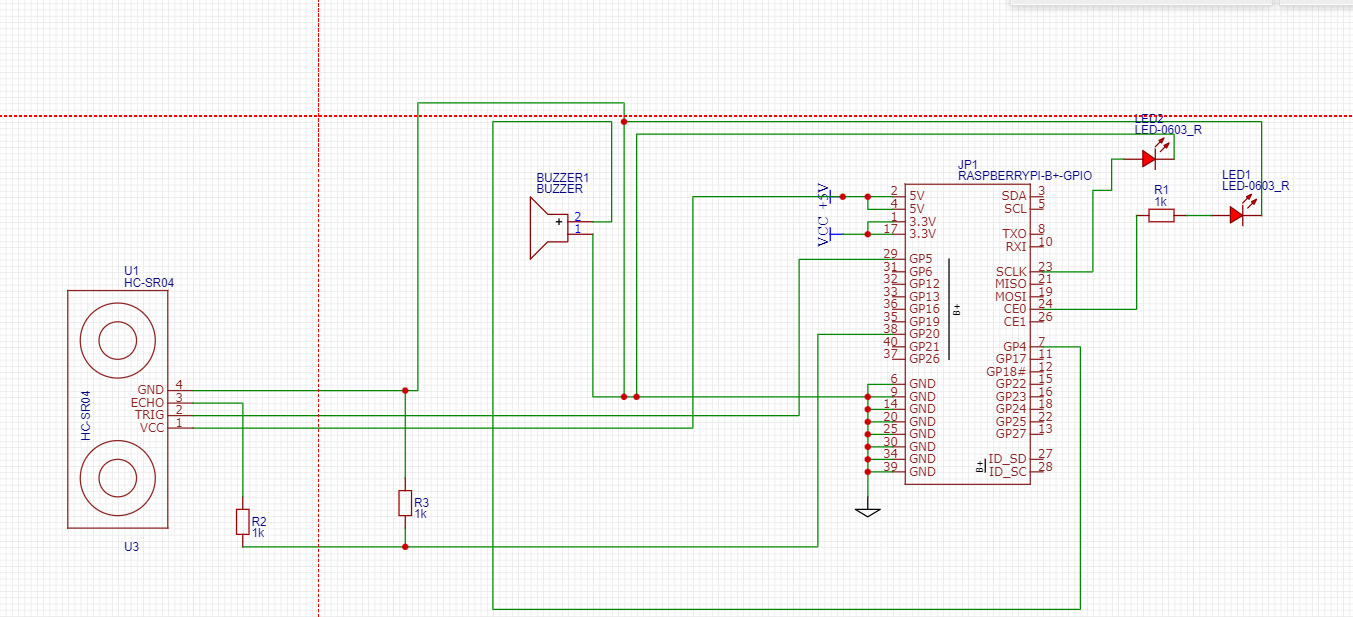 LED2
LED-0603_R
JP1
RASPBERRYPI-B+-GPIO
LED1
LED-0603_R
R1
1k
BUZZER1
BUZZER
+
2
1
+5V
VCC
2
5V
4
5V
1
3.3V
17
3.3V
29
GP5
31
GP6
32
GP12
33
GP13
36
GP16
35
GP19
38
GP20
40
GP21
37
GP26
6
GND
9
GND
14
GND
20
GND
25
GND
30
GND
34
GND
39
GND
B+
SDA
3
SCL
5
TXO
8
RXI
10
SCLK
23
MISO
21
MOSI
19
CE0
24
CE1
26
GP4
7
GP17
11
GP18#
12
GP22
15
GP23
16
GP24
18
GP25
22
GP27
13
B+
ID_SD
27
ID_SC
28
U1
HC-SR04
HC-SR04
GND
4
ECHO
3
TRIG
2
VCC
1
R2
1k
R3
1k
U3